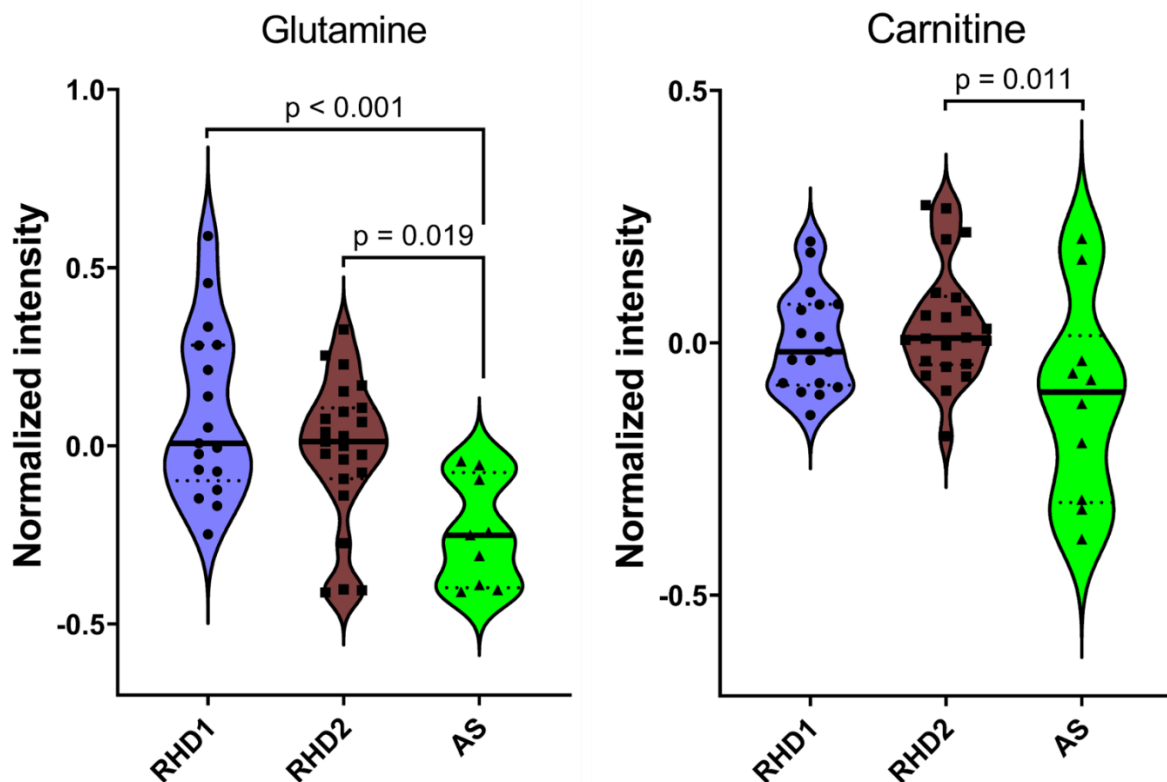 Glutamine
Normalized intensity
1.0
0.5
0.0
-0.5
p < 0.001
p = 0.019
RHD1
RHD2
AS
Carnitine
Normalized intensity
0.5
0.0
-0.5
p = 0.011
RHD1
RHD2
AS